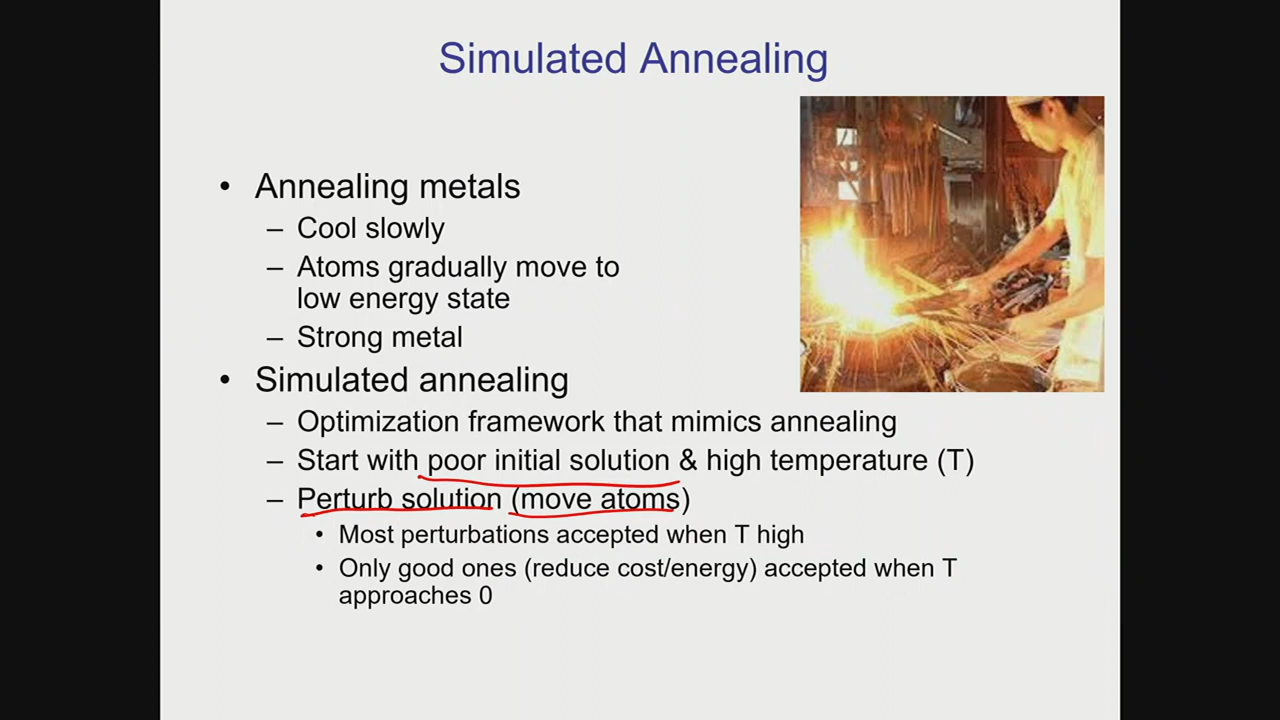 Simulated Annealing
• Annealing metals
– Cool slowly
– Atoms gradually move to
low energy state
– Strong metal
• Simulated annealing
– Optimization framework that mimics annealing
– Start with poor initial solution & high temperature (T)
– Perturb solution (move atoms)
• Most perturbations accepted when T high
• Only good ones (reduce cost/energy) accepted when T
approaches 0